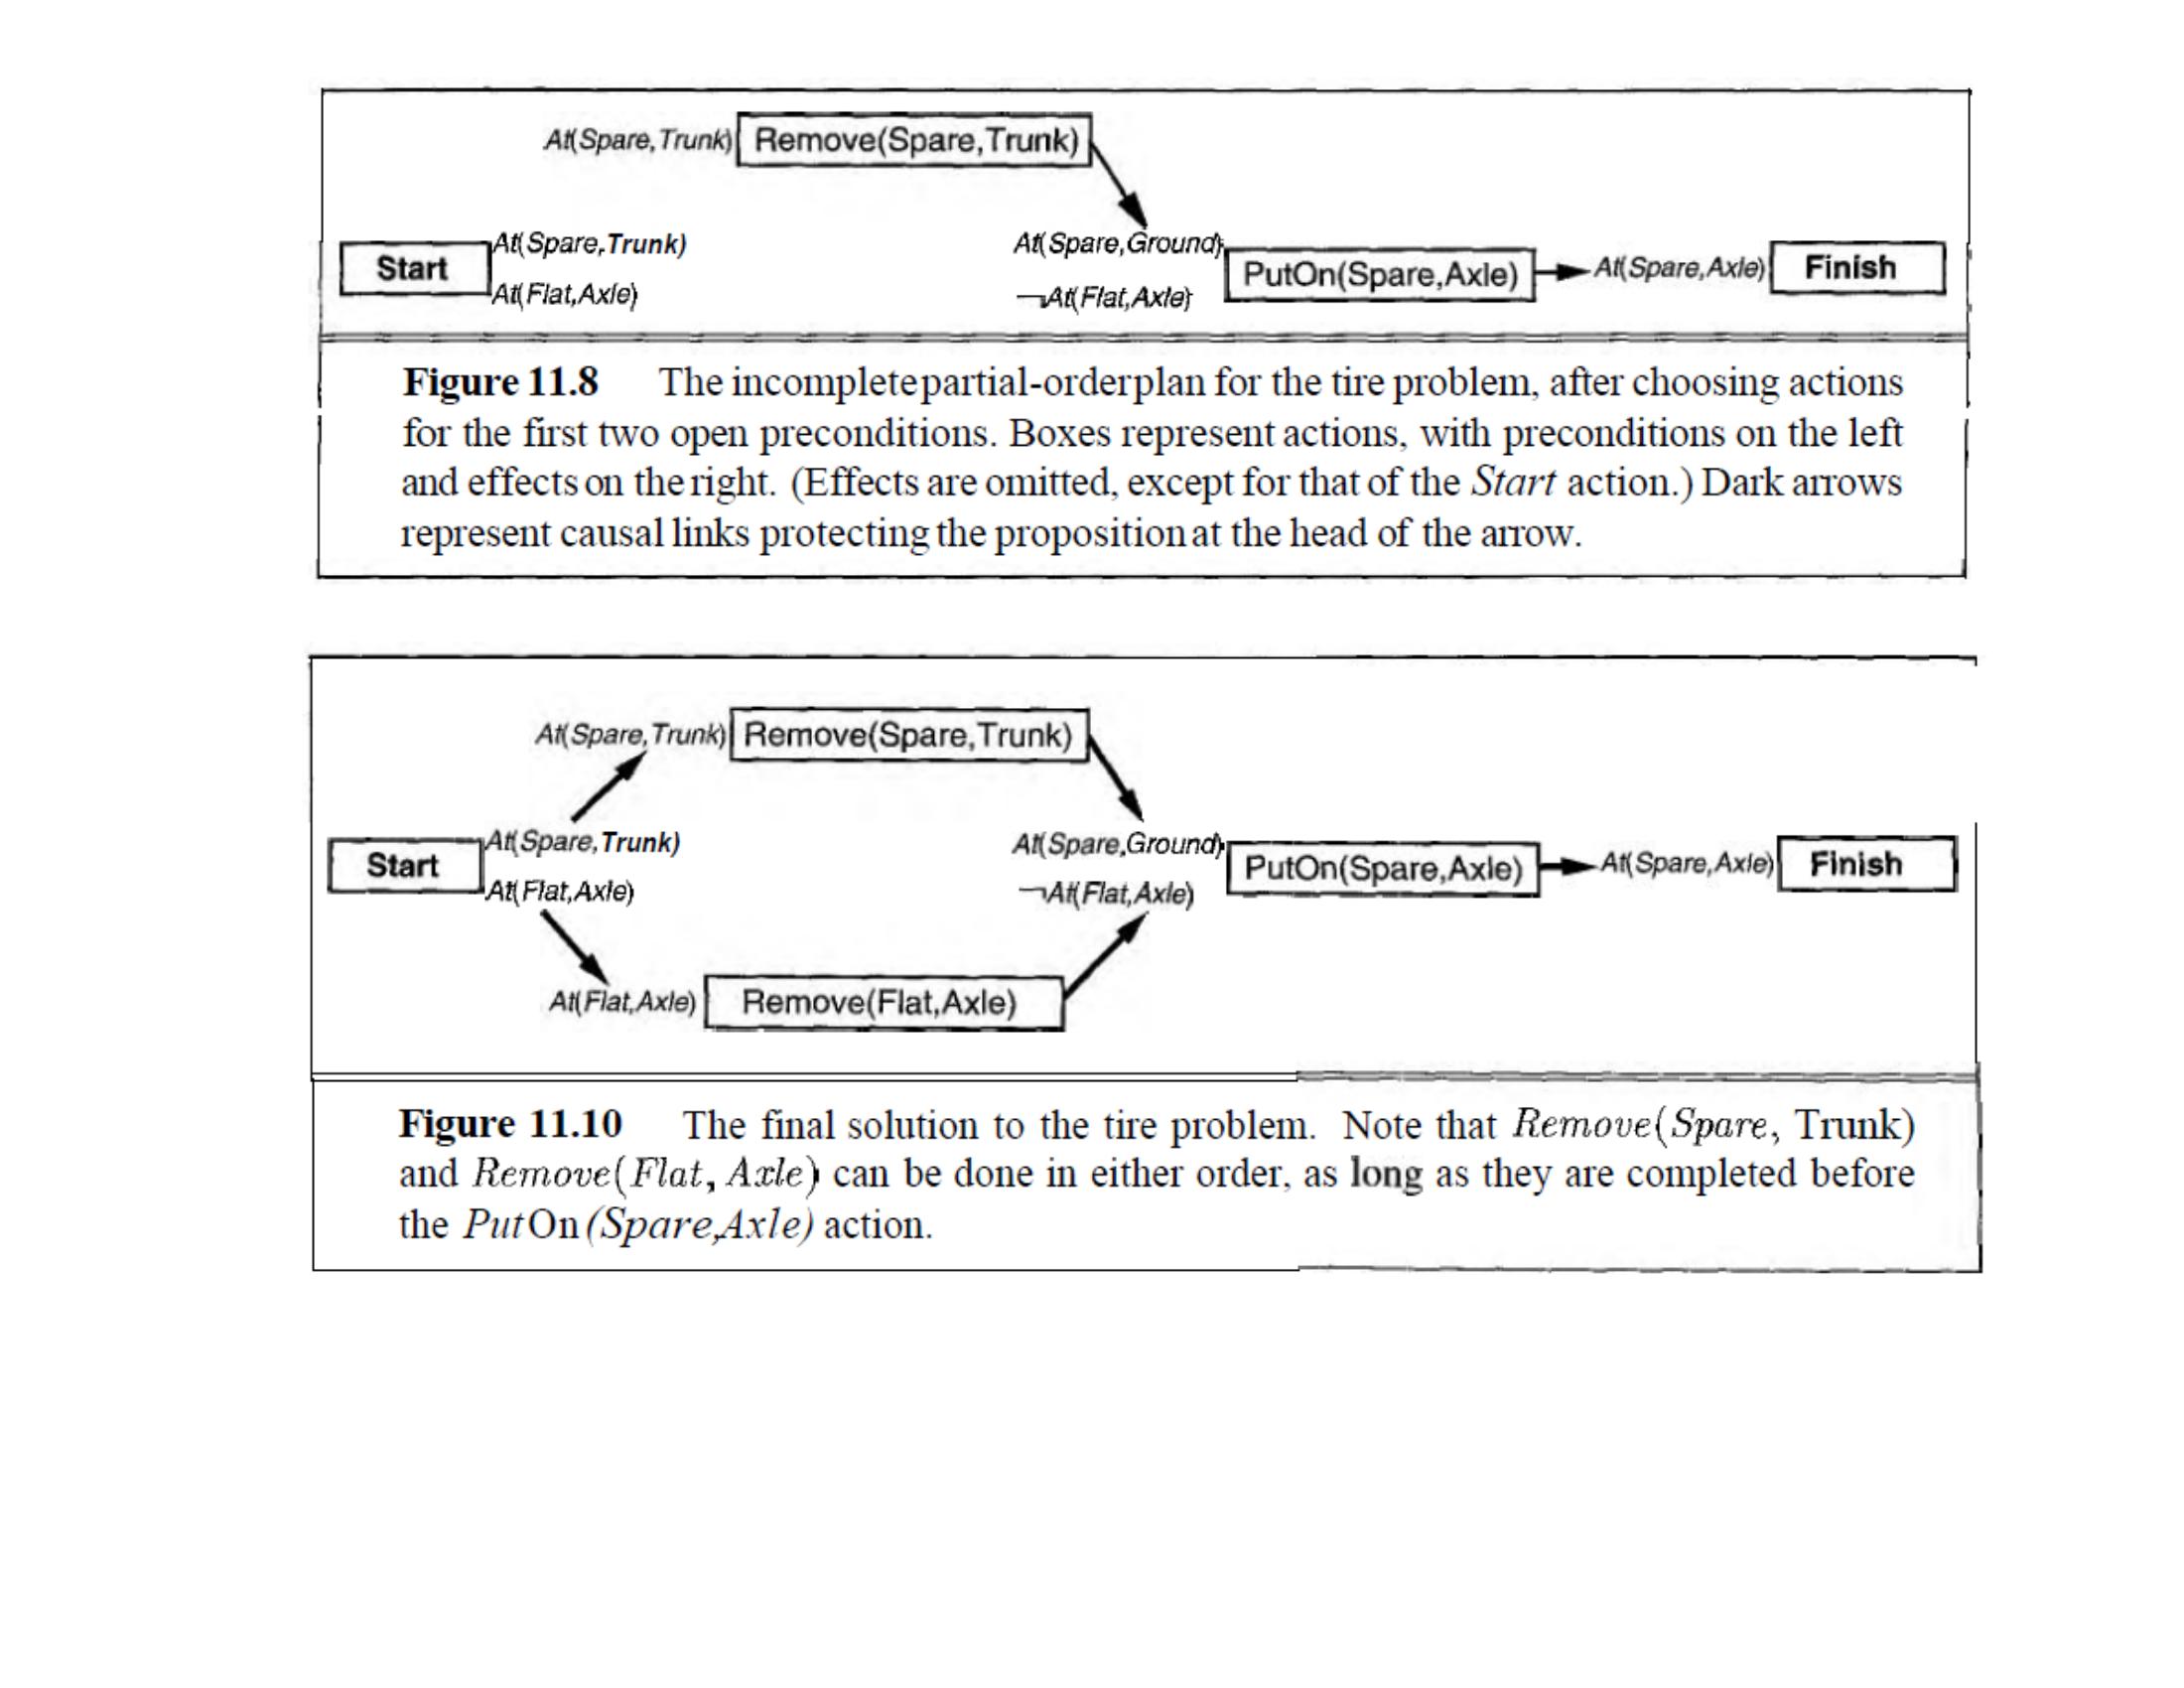 At(Spare,Trunk) Remove(Spare,Trunk)
At(Spare,Trunk) At(Spare,Ground)
Start PutOn(Spare,Axle) At(Spare,Axle) Finish
At(Flat,Axle) ¬At(Flat,Axle)
Figure 11.8 The incomplete partial-order plan for the tire problem, after choosing actions
for the first two open preconditions. Boxes represent actions, with preconditions on the left
and effects on the right. (Effects are omitted, except for that of the Start action.) Dark arrows
represent causal links protecting the proposition at the head of the arrow.
At(Spare,Trunk) Remove(Spare,Trunk)
At(Spare,Trunk) At(Spare,Ground)
Start PutOn(Spare,Axle) At(Spare,Axle) Finish
At(Flat,Axle) ¬At(Flat,Axle)
At(Flat,Axle) Remove(Flat,Axle)
Figure 11.10 The final solution to the tire problem. Note that Remove(Spare, Trunk)
and Remove(Flat, Axle) can be done in either order, as long as they are completed before
the PutOn(Spare,Axle) action.